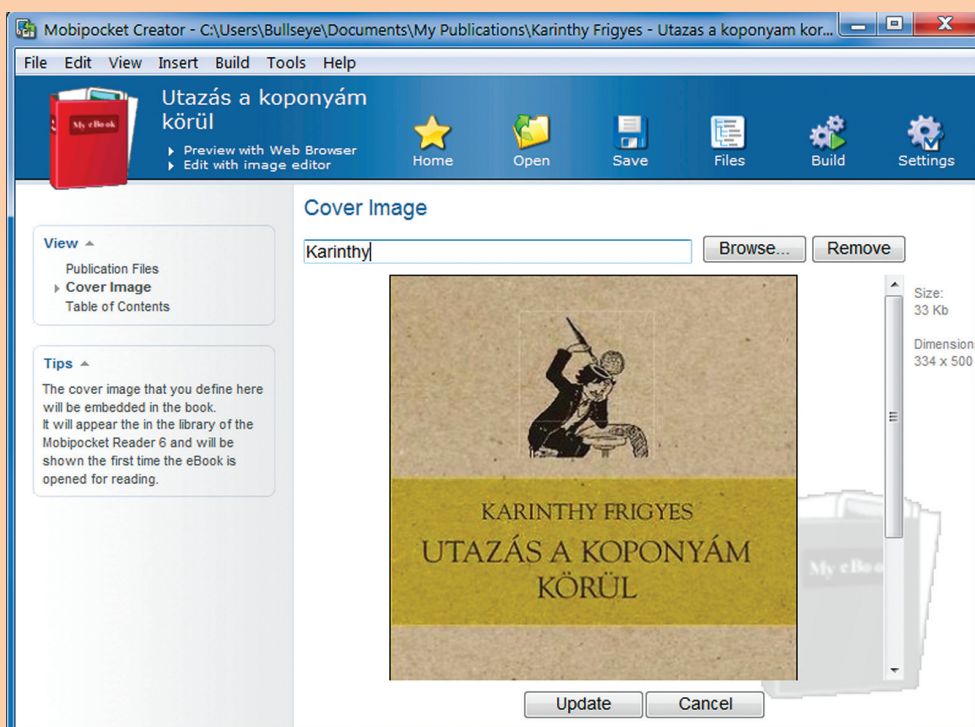 Mobipocket Creator - C:\Users\Bullseye\Documents\My Publications\Karinthy Frigyes - Utazas a koponyam kor...
File Edit View Insert Build Tools Help
My eBook
Utazás a koponyám
körül
Preview with Web Browser
Edit with image editor
Home Open Save Files Build Settings
View
Publication Files
Cover Image
Table of Contents
Tips
The cover image that you define here
will be embedded in the book.
It will appear the in the library of the
Mobipocket Reader 6 and will be
shown the first time the eBook is
opened for reading.
Cover Image
Karinthy
Browse... Remove
KARINTHY FRIGYES
UTAZÁS A KOPONYÁM
KÖRÜL
Size:
33 Kb
Dimension
334 x 500
My eBoo
Update Cancel